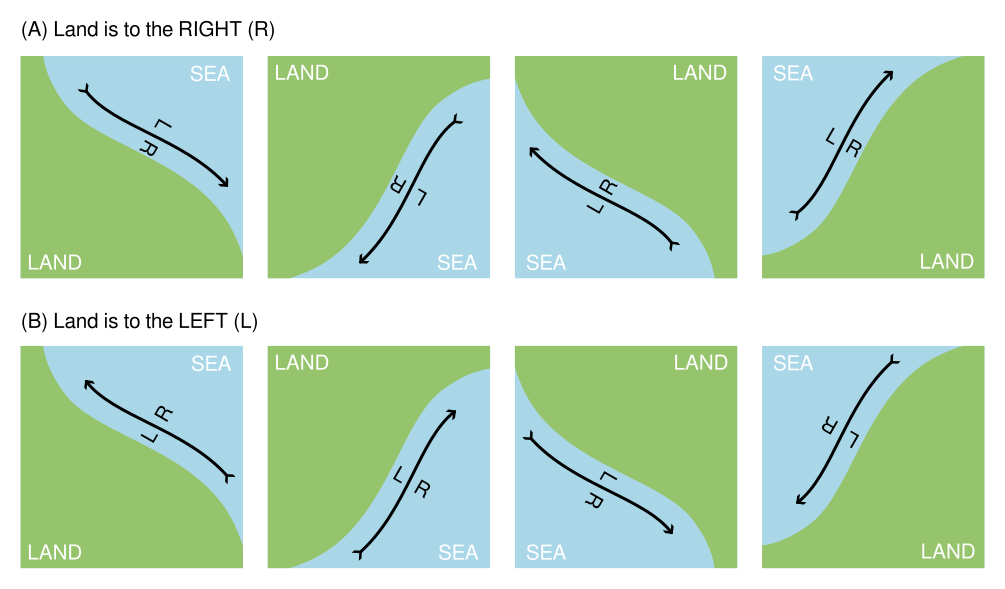 (A) Land is to the RIGHT (R)
SEA
L
R
LAND
LAND
R
L
SEA
LAND
R
L
SEA
SEA
L
R
LAND
(B) Land is to the LEFT (L)
SEA
R
L
LAND
LAND
L
R
SEA
LAND
L
R
SEA
SEA
R
L
LAND